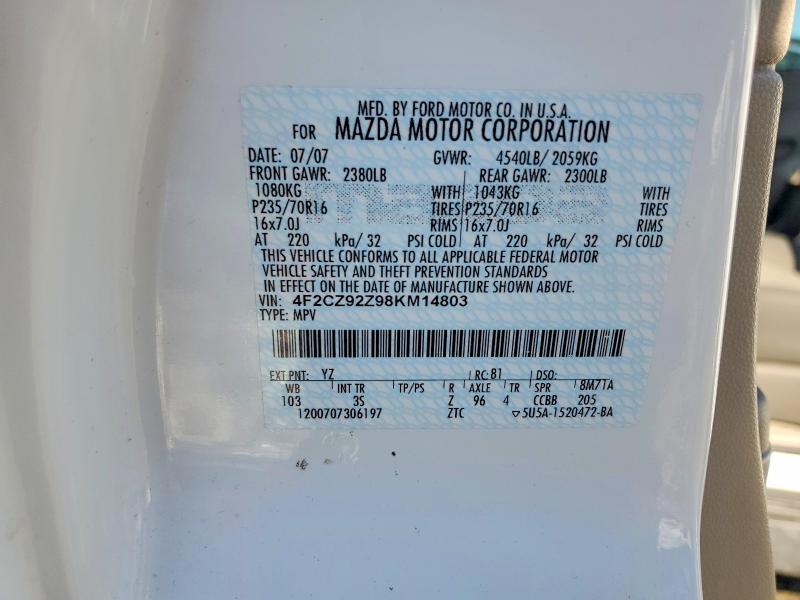 MFD. BY FORD MOTOR CO. IN U.S.A.
FOR MAZDA MOTOR CORPORATION
DATE: 07/07 GVWR: 4540LB/ 2059KG
FRONT GAWR: 2380LB REAR GAWR: 2300LB
1080KG WITH 1043KG WITH
P235/70R16 TIRES P235/70R16 TIRES
16x7.0J RIMS 16x7.0J RIMS
AT 220 kPa/ 32 PSI COLD AT 220 kPa/ 32 PSI COLD
THIS VEHICLE CONFORMS TO ALL APPLICABLE FEDERAL MOTOR
VEHICLE SAFETY AND THEFT PREVENTION STANDARDS
IN EFFECT ON THE DATE OF MANUFACTURE SHOWN ABOVE.
VIN: 4F2CZ92Z98KM14803
TYPE: MPV
EXT PNT: YZ RC: 81 DSO:
WB INT TR TP/PS R AXLE TR SPR 8M71A
103 3S Z 96 4 CCBB 205
1200707306197 ZTC ▽5U5A-1520472-BA